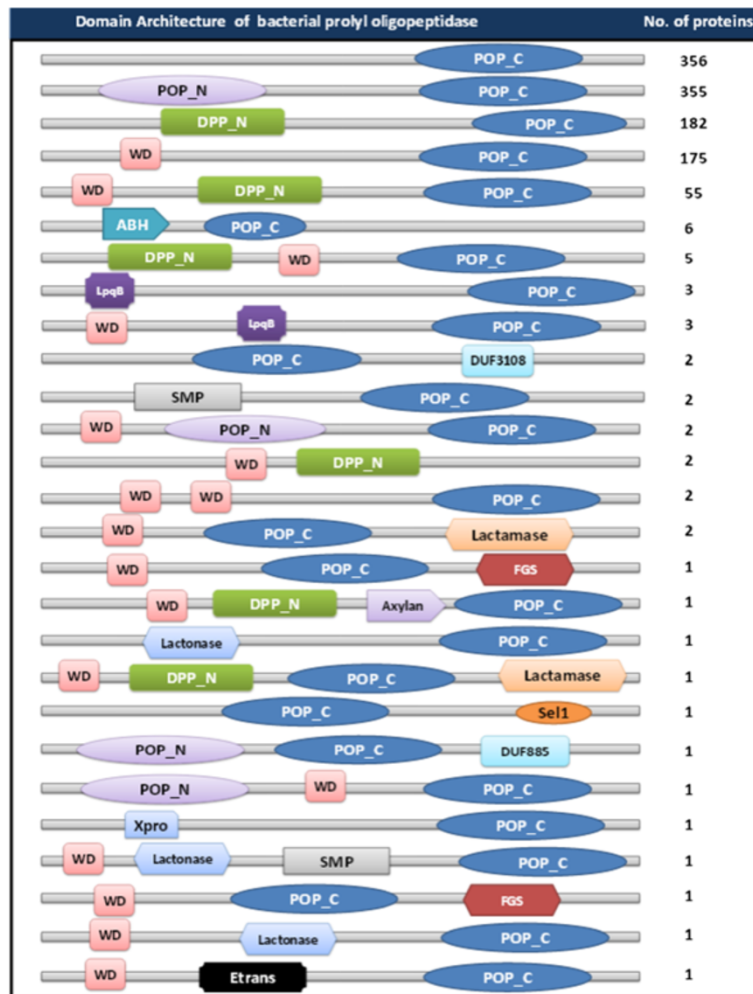 Domain Architecture of bacterial prolyl oligopeptidase No. of proteins
POP_C 356
POP_N POP_C 355
DPP_N POP_C 182
WD POP_C 175
WD DPP_N POP_C 55
ABH POP_C 6
DPP_N WD POP_C 5
LpqB POP_C 3
WD LpqB POP_C 3
POP_C DUF3108 2
SMP POP_C 2
WD POP_N POP_C 2
WD DPP_N 2
WD WD POP_C 2
WD POP_C Lactamase 2
WD POP_C FGS 1
WD DPP_N Axylan POP_C 1
Lactonase POP_C 1
WD DPP_N POP_C Lactamase 1
POP_C Sel1 1
POP_N POP_C DUF885 1
POP_N WD POP_C 1
Xpro POP_C 1
WD Lactonase SMP POP_C 1
WD POP_C FGS 1
WD Lactonase POP_C 1
WD Etrans POP_C 1